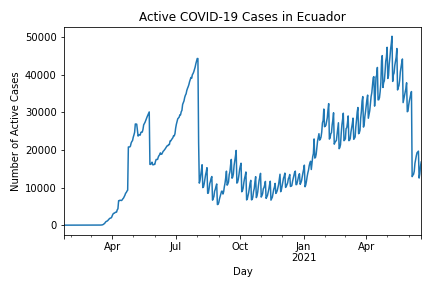 Active COVID-19 Cases in Ecuador
50000
40000
30000
20000
10000
0
Number of Active Cases
Apr
Jul
Oct
Jan
2021
Apr
Day